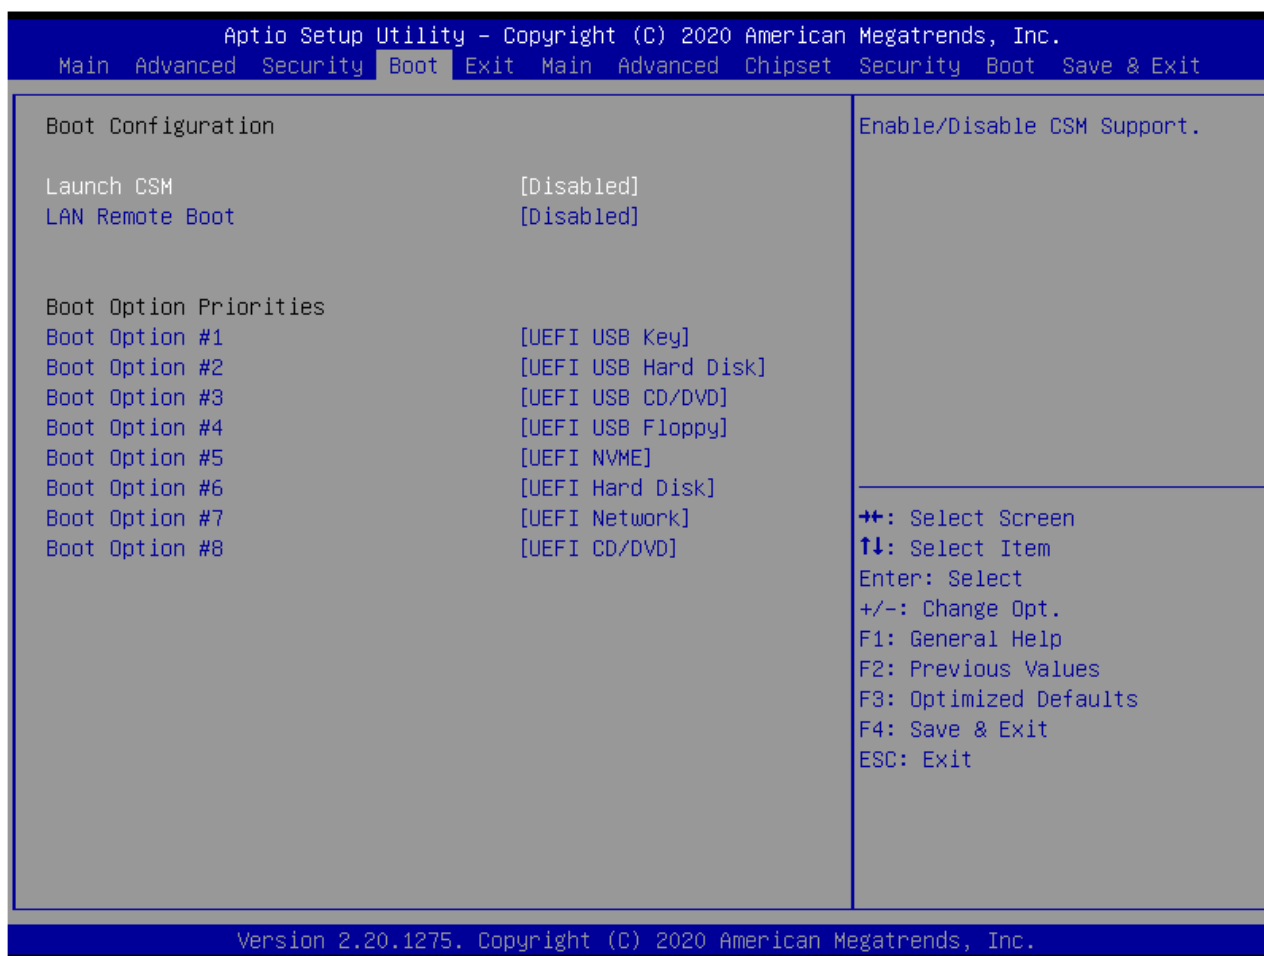 Aptio Setup Utility – Copyright (C) 2020 American Megatrends, Inc.
Main Advanced Security Boot Exit Main Advanced Chipset Security Boot Save & Exit
Boot Configuration
Enable/Disable CSM Support.
Launch CSM [Disabled]
LAN Remote Boot [Disabled]
Boot Option Priorities
Boot Option #1 [UEFI USB Key]
Boot Option #2 [UEFI USB Hard Disk]
Boot Option #3 [UEFI USB CD/DVD]
Boot Option #4 [UEFI USB Floppy]
Boot Option #5 [UEFI NVME]
Boot Option #6 [UEFI Hard Disk]
Boot Option #7 [UEFI Network]
Boot Option #8 [UEFI CD/DVD]
→←: Select Screen
↑↓: Select Item
Enter: Select
+/-: Change Opt.
F1: General Help
F2: Previous Values
F3: Optimized Defaults
F4: Save & Exit
ESC: Exit
Version 2.20.1275. Copyright (C) 2020 American Megatrends, Inc.